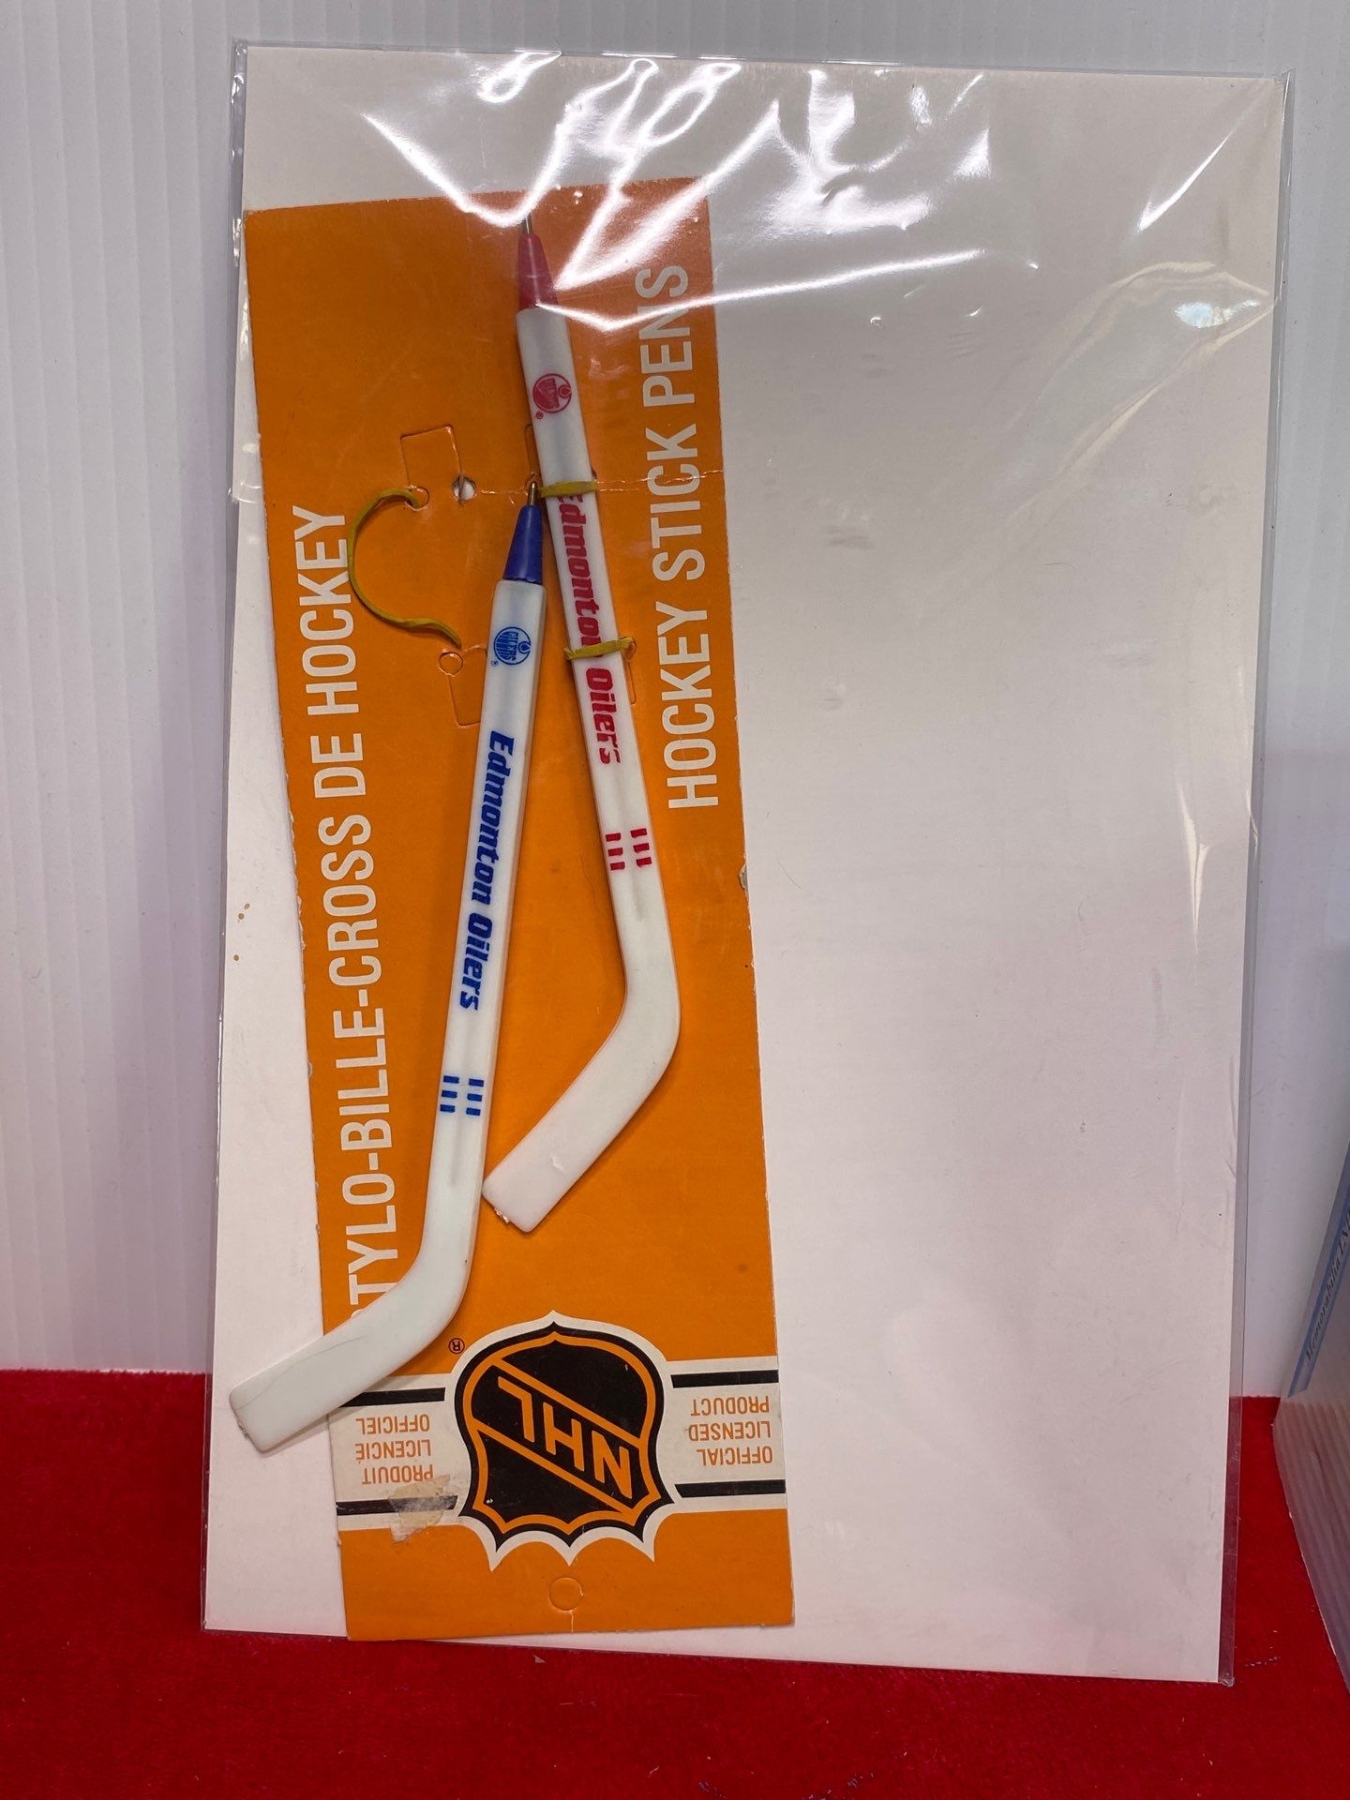 STYLO-BILLE-CROSS DE HOCKEY
HOCKEY STICK PENS
OILERS
Edmonton Oilers
OILERS
Edmonton Oilers
®
NHL
PRODUIT
LICENCIÉ
OFFICIEL
OFFICIAL
LICENSED
PRODUCT